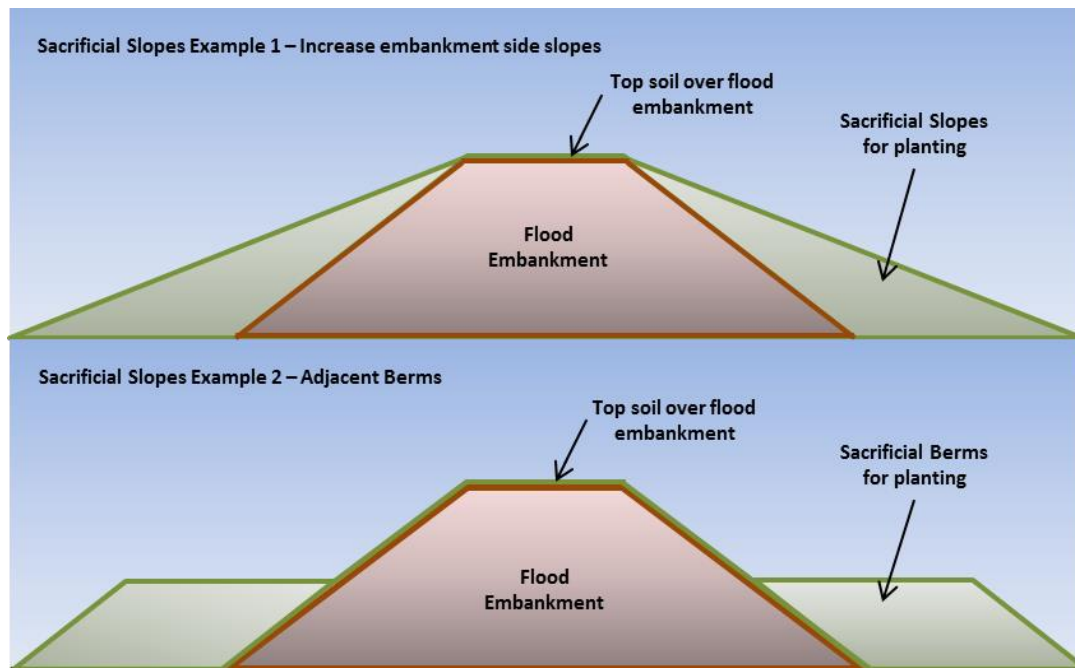 Sacrificial Slopes Example 1 – Increase embankment side slopes
Top soil over flood
embankment
Sacrificial Slopes
for planting
Flood
Embankment
Sacrificial Slopes Example 2 – Adjacent Berms
Top soil over flood
embankment
Sacrificial Berms
for planting
Flood
Embankment